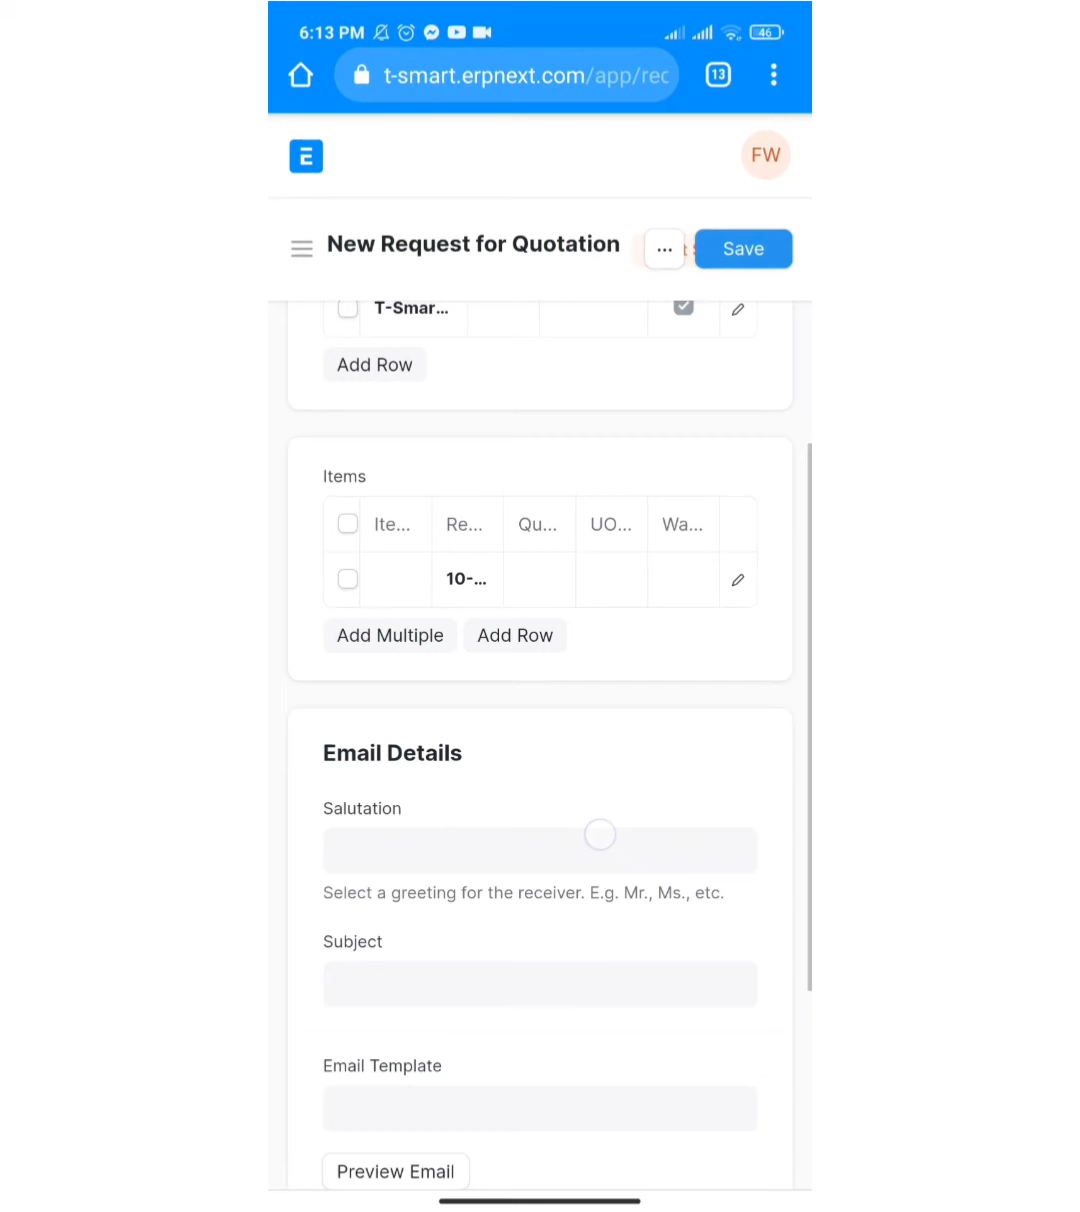 6:13 PM 46
t-smart.erpnext.com/app/rec 13
E FW
New Request for Quotation ... Save
T-Smar...
Add Row
Items
Ite... Re... Qu... UO... Wa...
10-...
Add Multiple Add Row
Email Details
Salutation
Select a greeting for the receiver. E.g. Mr., Ms., etc.
Subject
Email Template
Preview Email